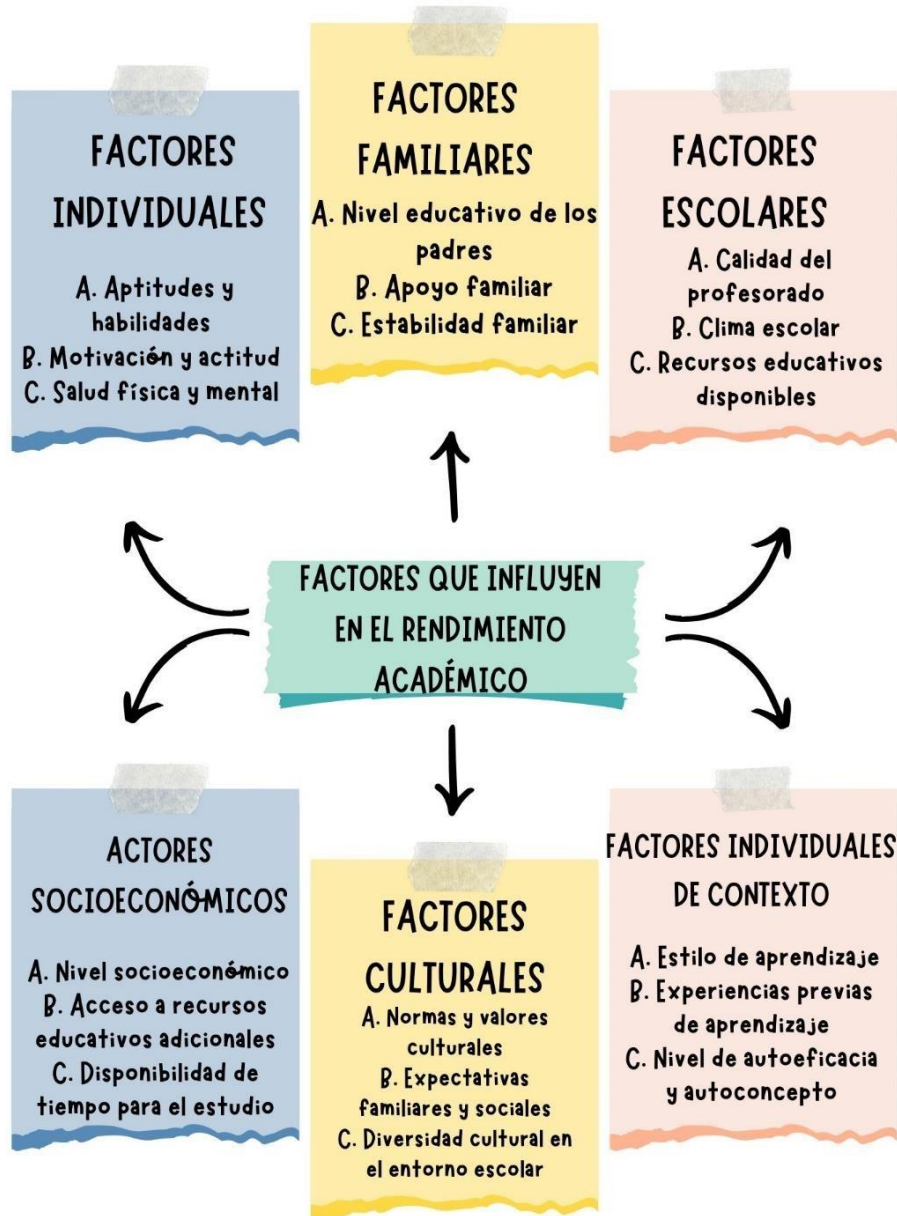 FACTORES
INDIVIDUALES
A. Aptitudes y
habilidades
B. Motivación y actitud
C. Salud física y mental
FACTORES
FAMILIARES
A. Nivel educativo de los
padres
B. Apoyo familiar
C. Estabilidad familiar
FACTORES
ESCOLARES
A. Calidad del
profesorado
B. Clima escolar
C. Recursos educativos
disponibles
FACTORES QUE INFLUYEN
EN EL RENDIMIENTO
ACADÉMICO
ACTORES
SOCIOECONÓMICOS
A. Nivel socioeconómico
B. Acceso a recursos
educativos adicionales
C. Disponibilidad de
tiempo para el estudio
FACTORES
CULTURALES
A. Normas y valores
culturales
B. Expectativas
familiares y sociales
C. Diversidad cultural en
el entorno escolar
FACTORES INDIVIDUALES
DE CONTEXTO
A. Estilo de aprendizaje
B. Experiencias previas
de aprendizaje
C. Nivel de autoeficacia
y autoconcepto